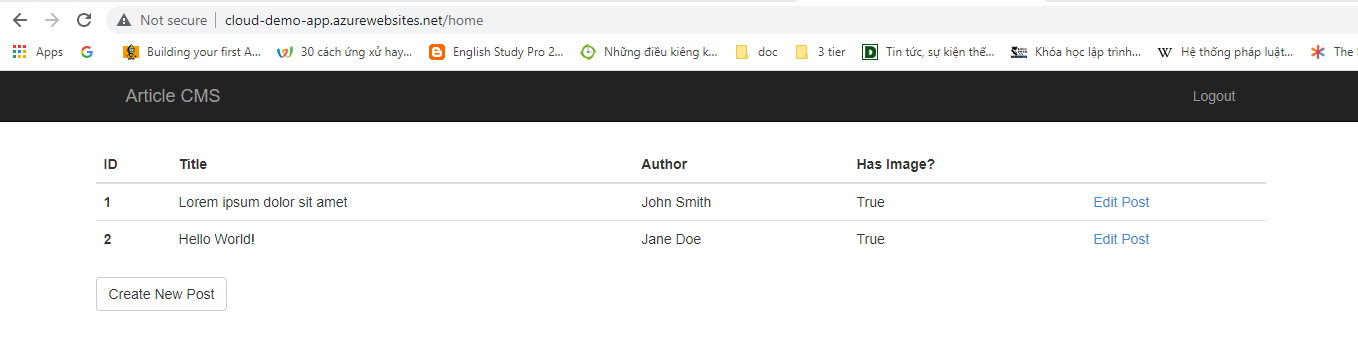 Not secure | cloud-demo-app.azurewebsites.net/home
Apps Building your first A... 30 cách ứng xử hay... English Study Pro 2... Những điều kiêng k... doc 3 tier Tin tức, sự kiện thế... Khóa học lập trình... Hệ thống pháp luật... The S
Article CMS Logout
ID Title Author Has Image?
1 Lorem ipsum dolor sit amet John Smith True Edit Post
2 Hello World! Jane Doe True Edit Post
Create New Post